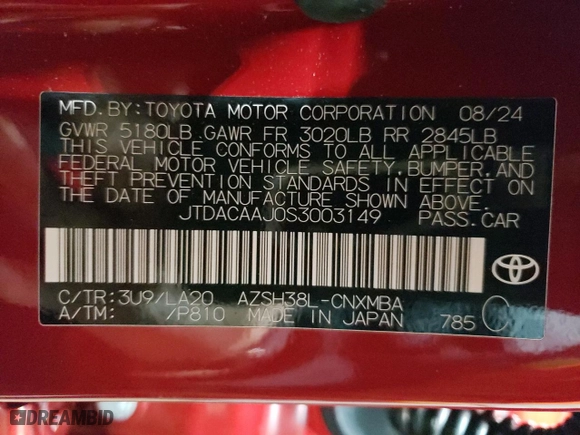 MFD. BY: TOYOTA MOTOR CORPORATION 08/24
GVWR 5180LB GAWR FR 3020LB RR 2845LB
THIS VEHICLE CONFORMS TO ALL APPLICABLE
FEDERAL MOTOR VEHICLE SAFETY, BUMPER, AND
THEFT PREVENTION STANDARDS IN EFFECT ON
THE DATE OF MANUFACTURE SHOWN ABOVE.
JTDACAAJ0S3003149 PASS. CAR
TOYOTA
C/TR: 3U9/LA20 AZSH38L-CNXMBA
A/TM: /P810 MADE IN JAPAN 785
DREAMBID